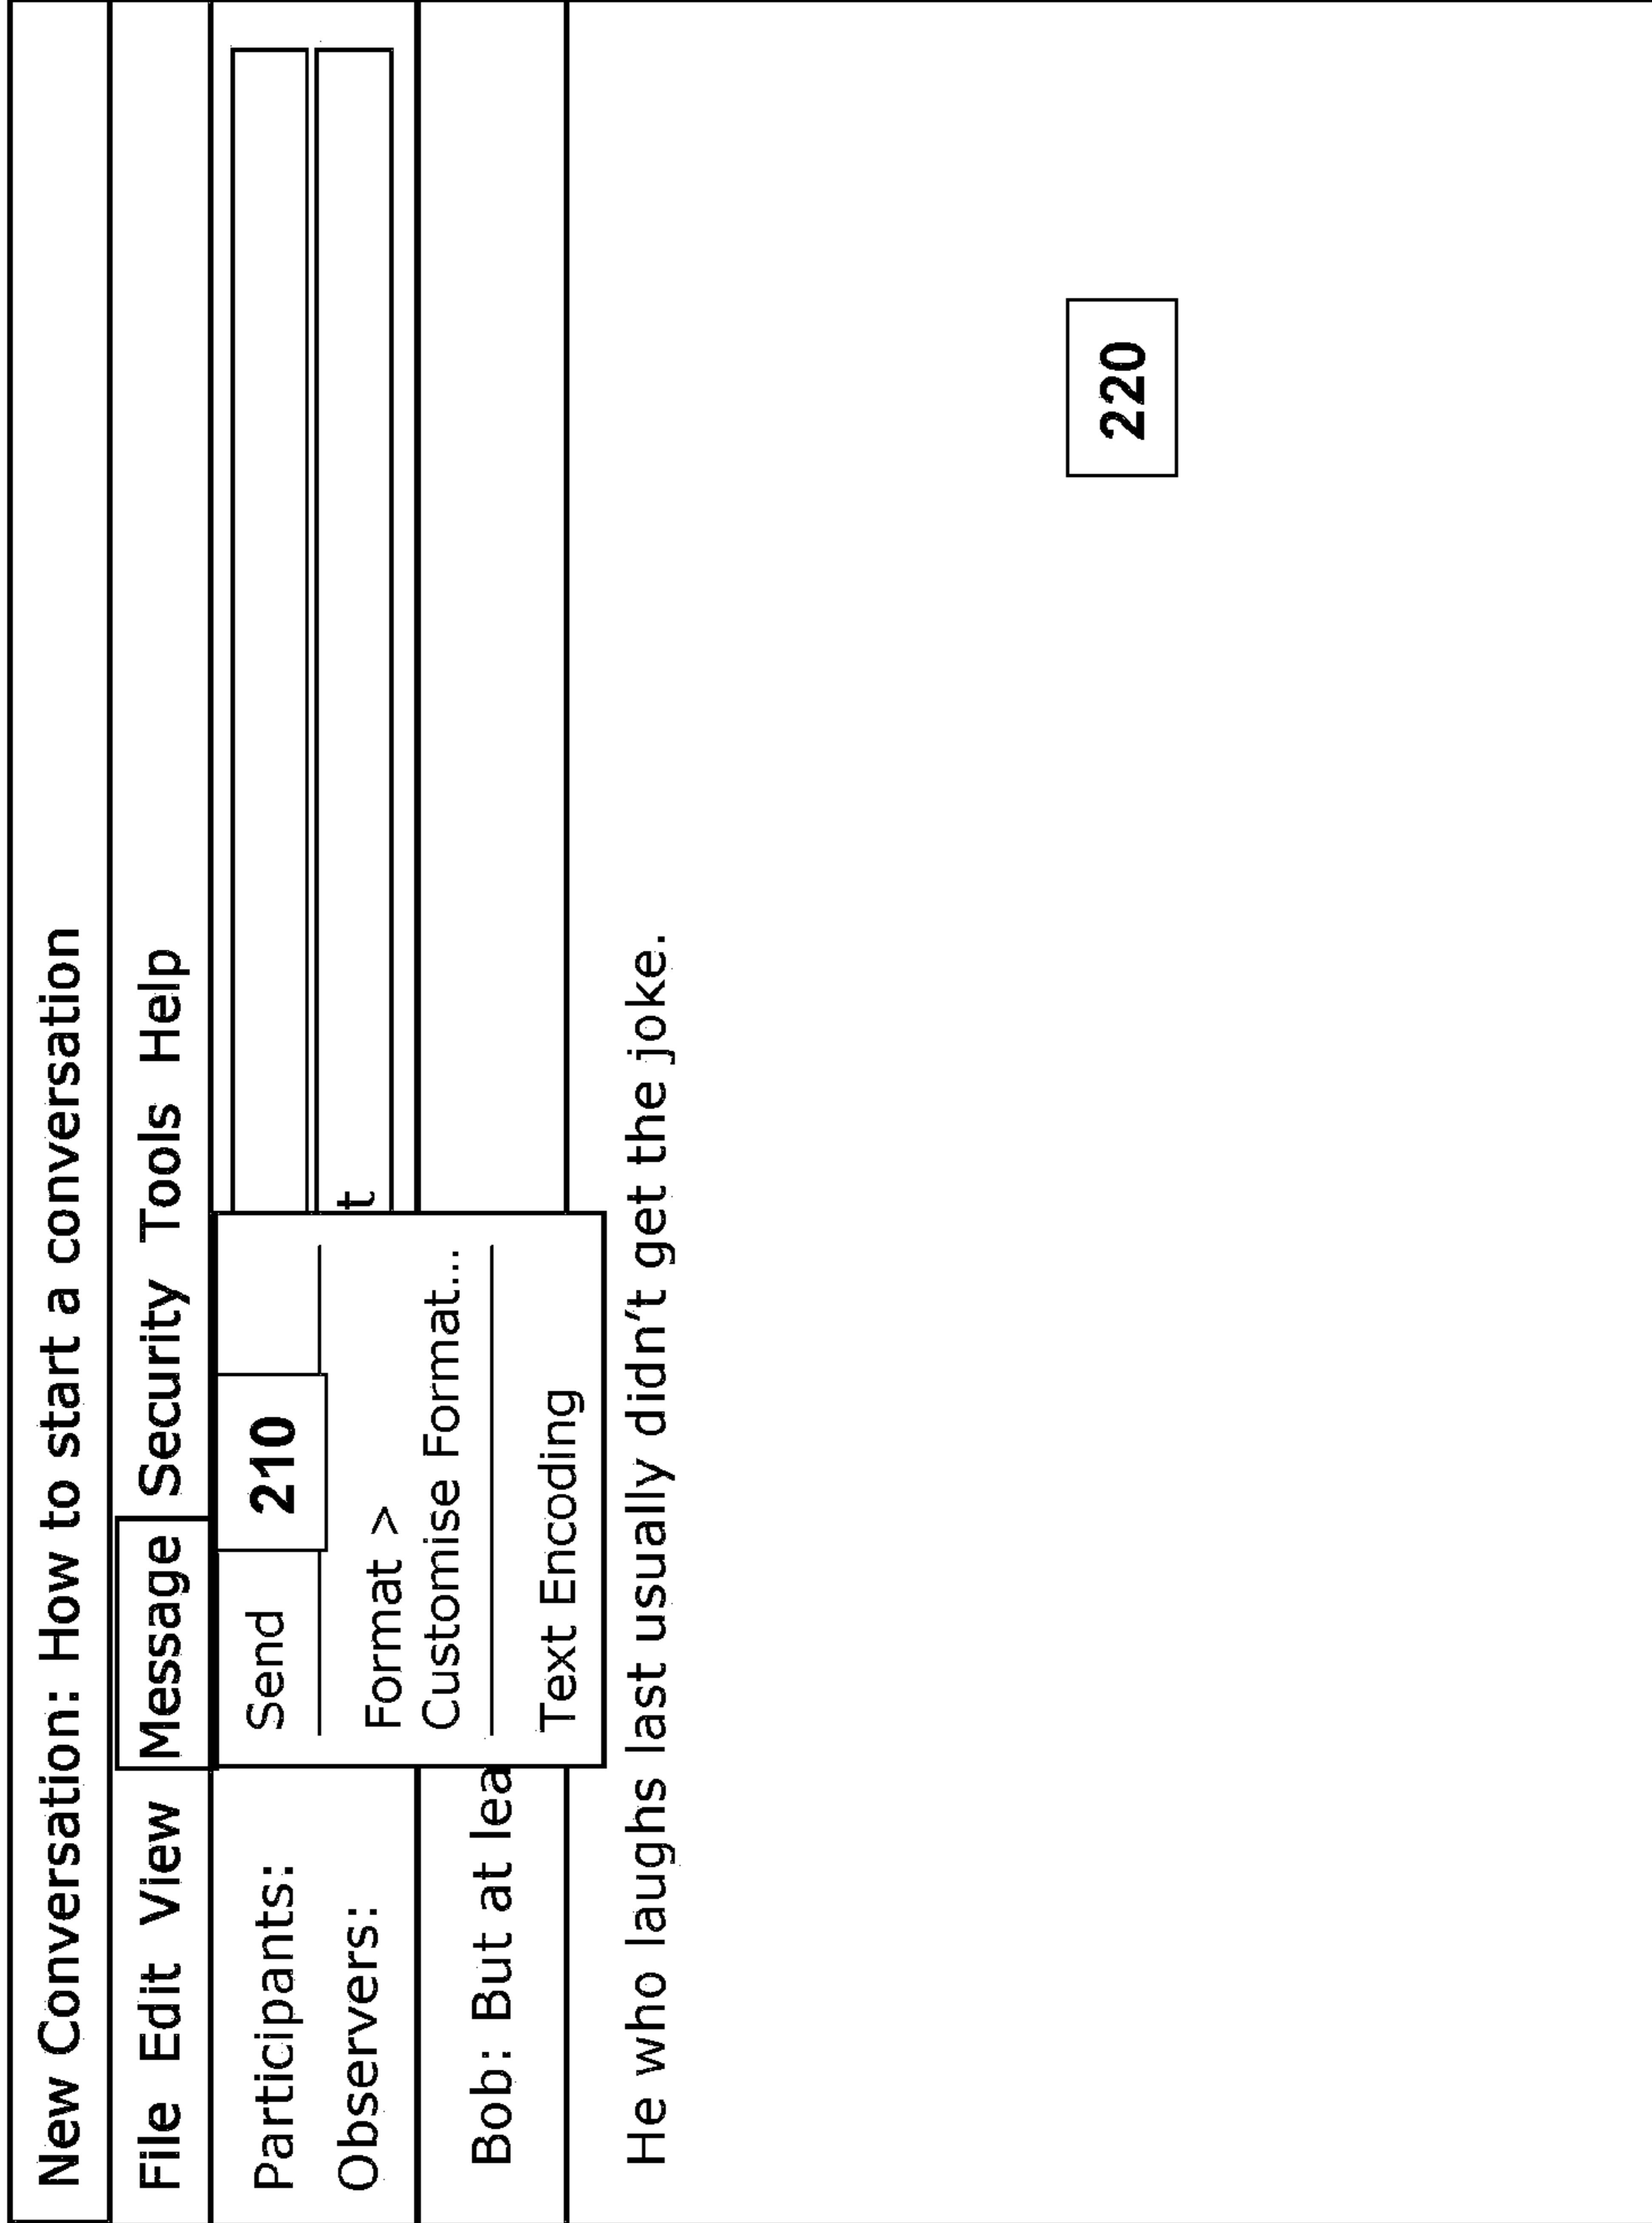 New Conversation: How to start a conversation
File Edit View Message Security Tools Help
Participants:
Send
210
Observers:
t
Format >
Customise Format...
Bob: But at lea
Text Encoding
He who laughs last usually didn't get the joke.
220